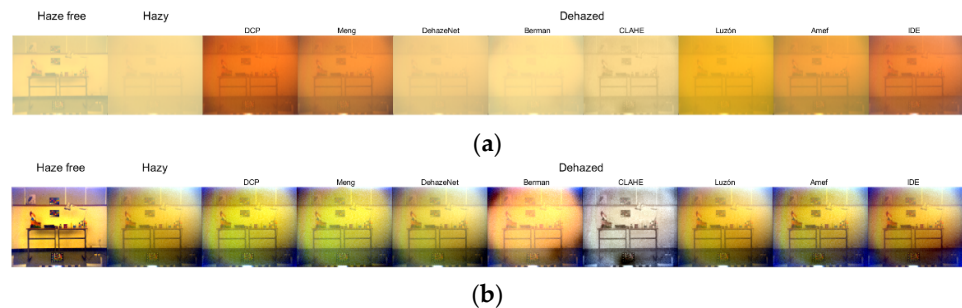 Haze free Hazy Dehazed
DCP Meng DehazeNet Berman CLAHE Luzón Amef IDE
(a)
Haze free Hazy Dehazed
DCP Meng DehazeNet Berman CLAHE Luzón Amef IDE
(b)